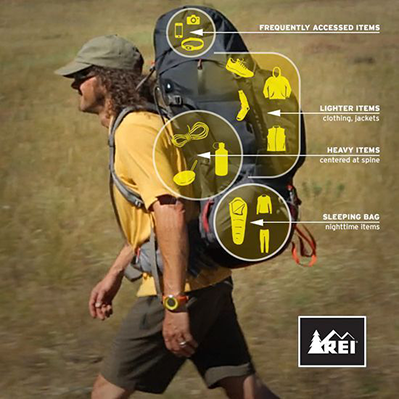 FREQUENTLY ACCESSED ITEMS
LIGHTER ITEMS
clothing, jackets
HEAVY ITEMS
centered at spine
SLEEPING BAG
nighttime items
REI